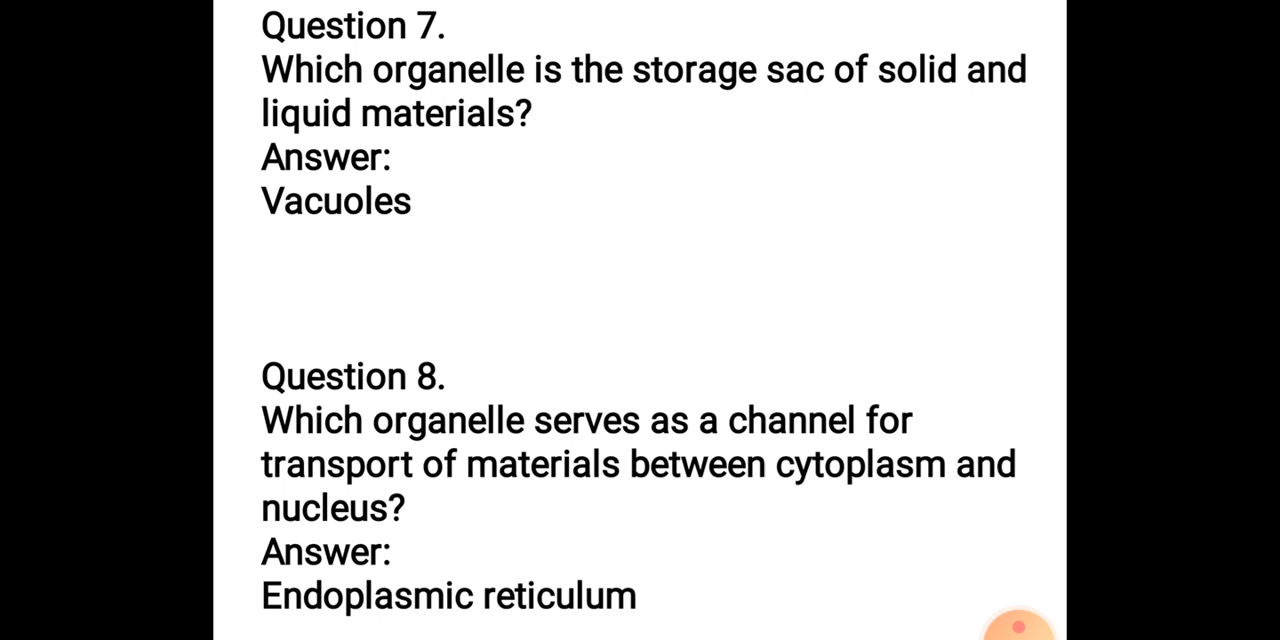 Question 7.
Which organelle is the storage sac of solid and
liquid materials?
Answer:
Vacuoles
Question 8.
Which organelle serves as a channel for
transport of materials between cytoplasm and
nucleus?
Answer:
Endoplasmic reticulum